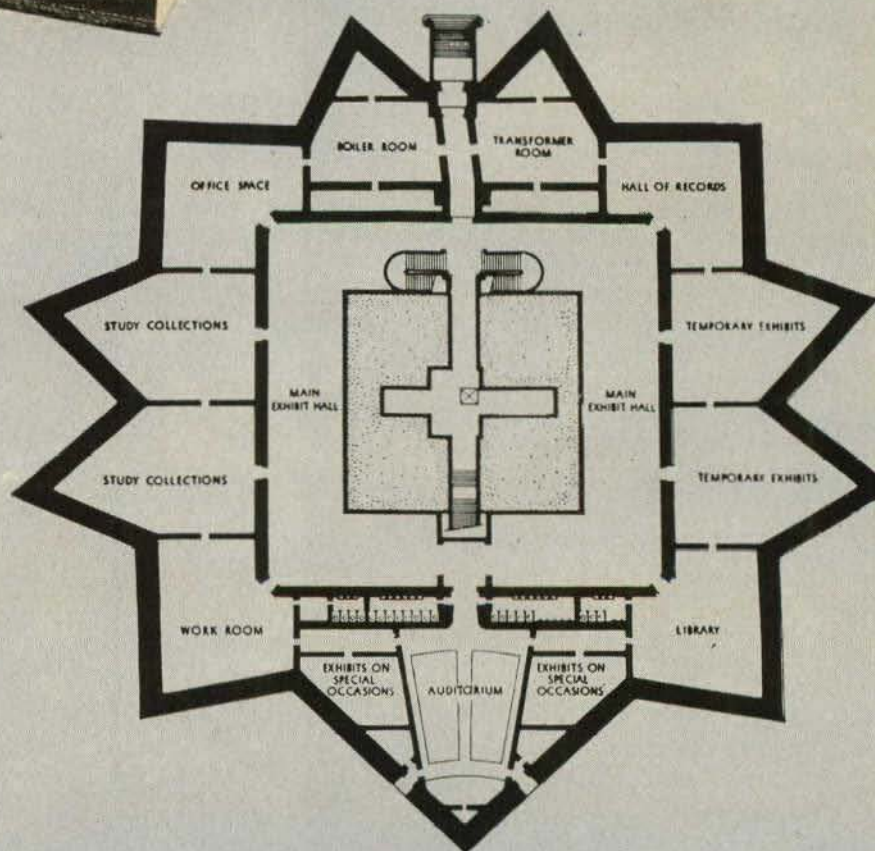 BOILER ROOM
TRANSFORMER
ROOM
OFFICE SPACE
HALL OF RECORDS
STUDY COLLECTIONS
TEMPORARY EXHIBITS
MAIN
EXHIBIT HALL
MAIN
EXHIBIT HALL
STUDY COLLECTIONS
TEMPORARY EXHIBITS
WORK ROOM
LIBRARY
EXHIBITS ON
SPECIAL
OCCASIONS
AUDITORIUM
EXHIBITS ON
SPECIAL
OCCASIONS